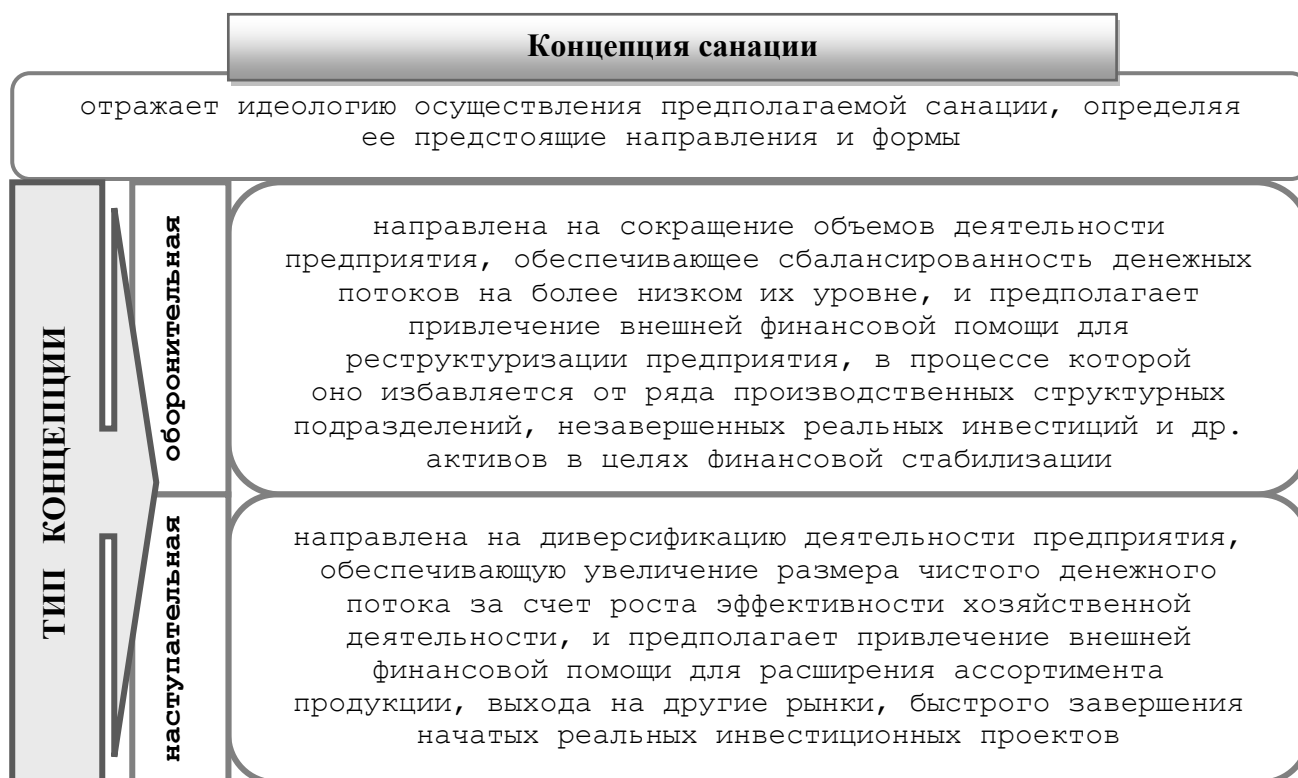 Концепция санации
отражает идеологию осуществления предполагаемой санации, определяя
ее предстоящие направления и формы
ТИП КОНЦЕПЦИИ
оборонительная
направлена на сокращение объемов деятельности
предприятия, обеспечивающее сбалансированность денежных
потоков на более низком их уровне, и предполагает
привлечение внешней финансовой помощи для
реструктуризации предприятия, в процессе которой
оно избавляется от ряда производственных структурных
подразделений, незавершенных реальных инвестиций и др.
активов в целях финансовой стабилизации
наступательная
направлена на диверсификацию деятельности предприятия,
обеспечивающую увеличение размера чистого денежного
потока за счет роста эффективности хозяйственной
деятельности, и предполагает привлечение внешней
финансовой помощи для расширения ассортимента
продукции, выхода на другие рынки, быстрого завершения
начатых реальных инвестиционных проектов